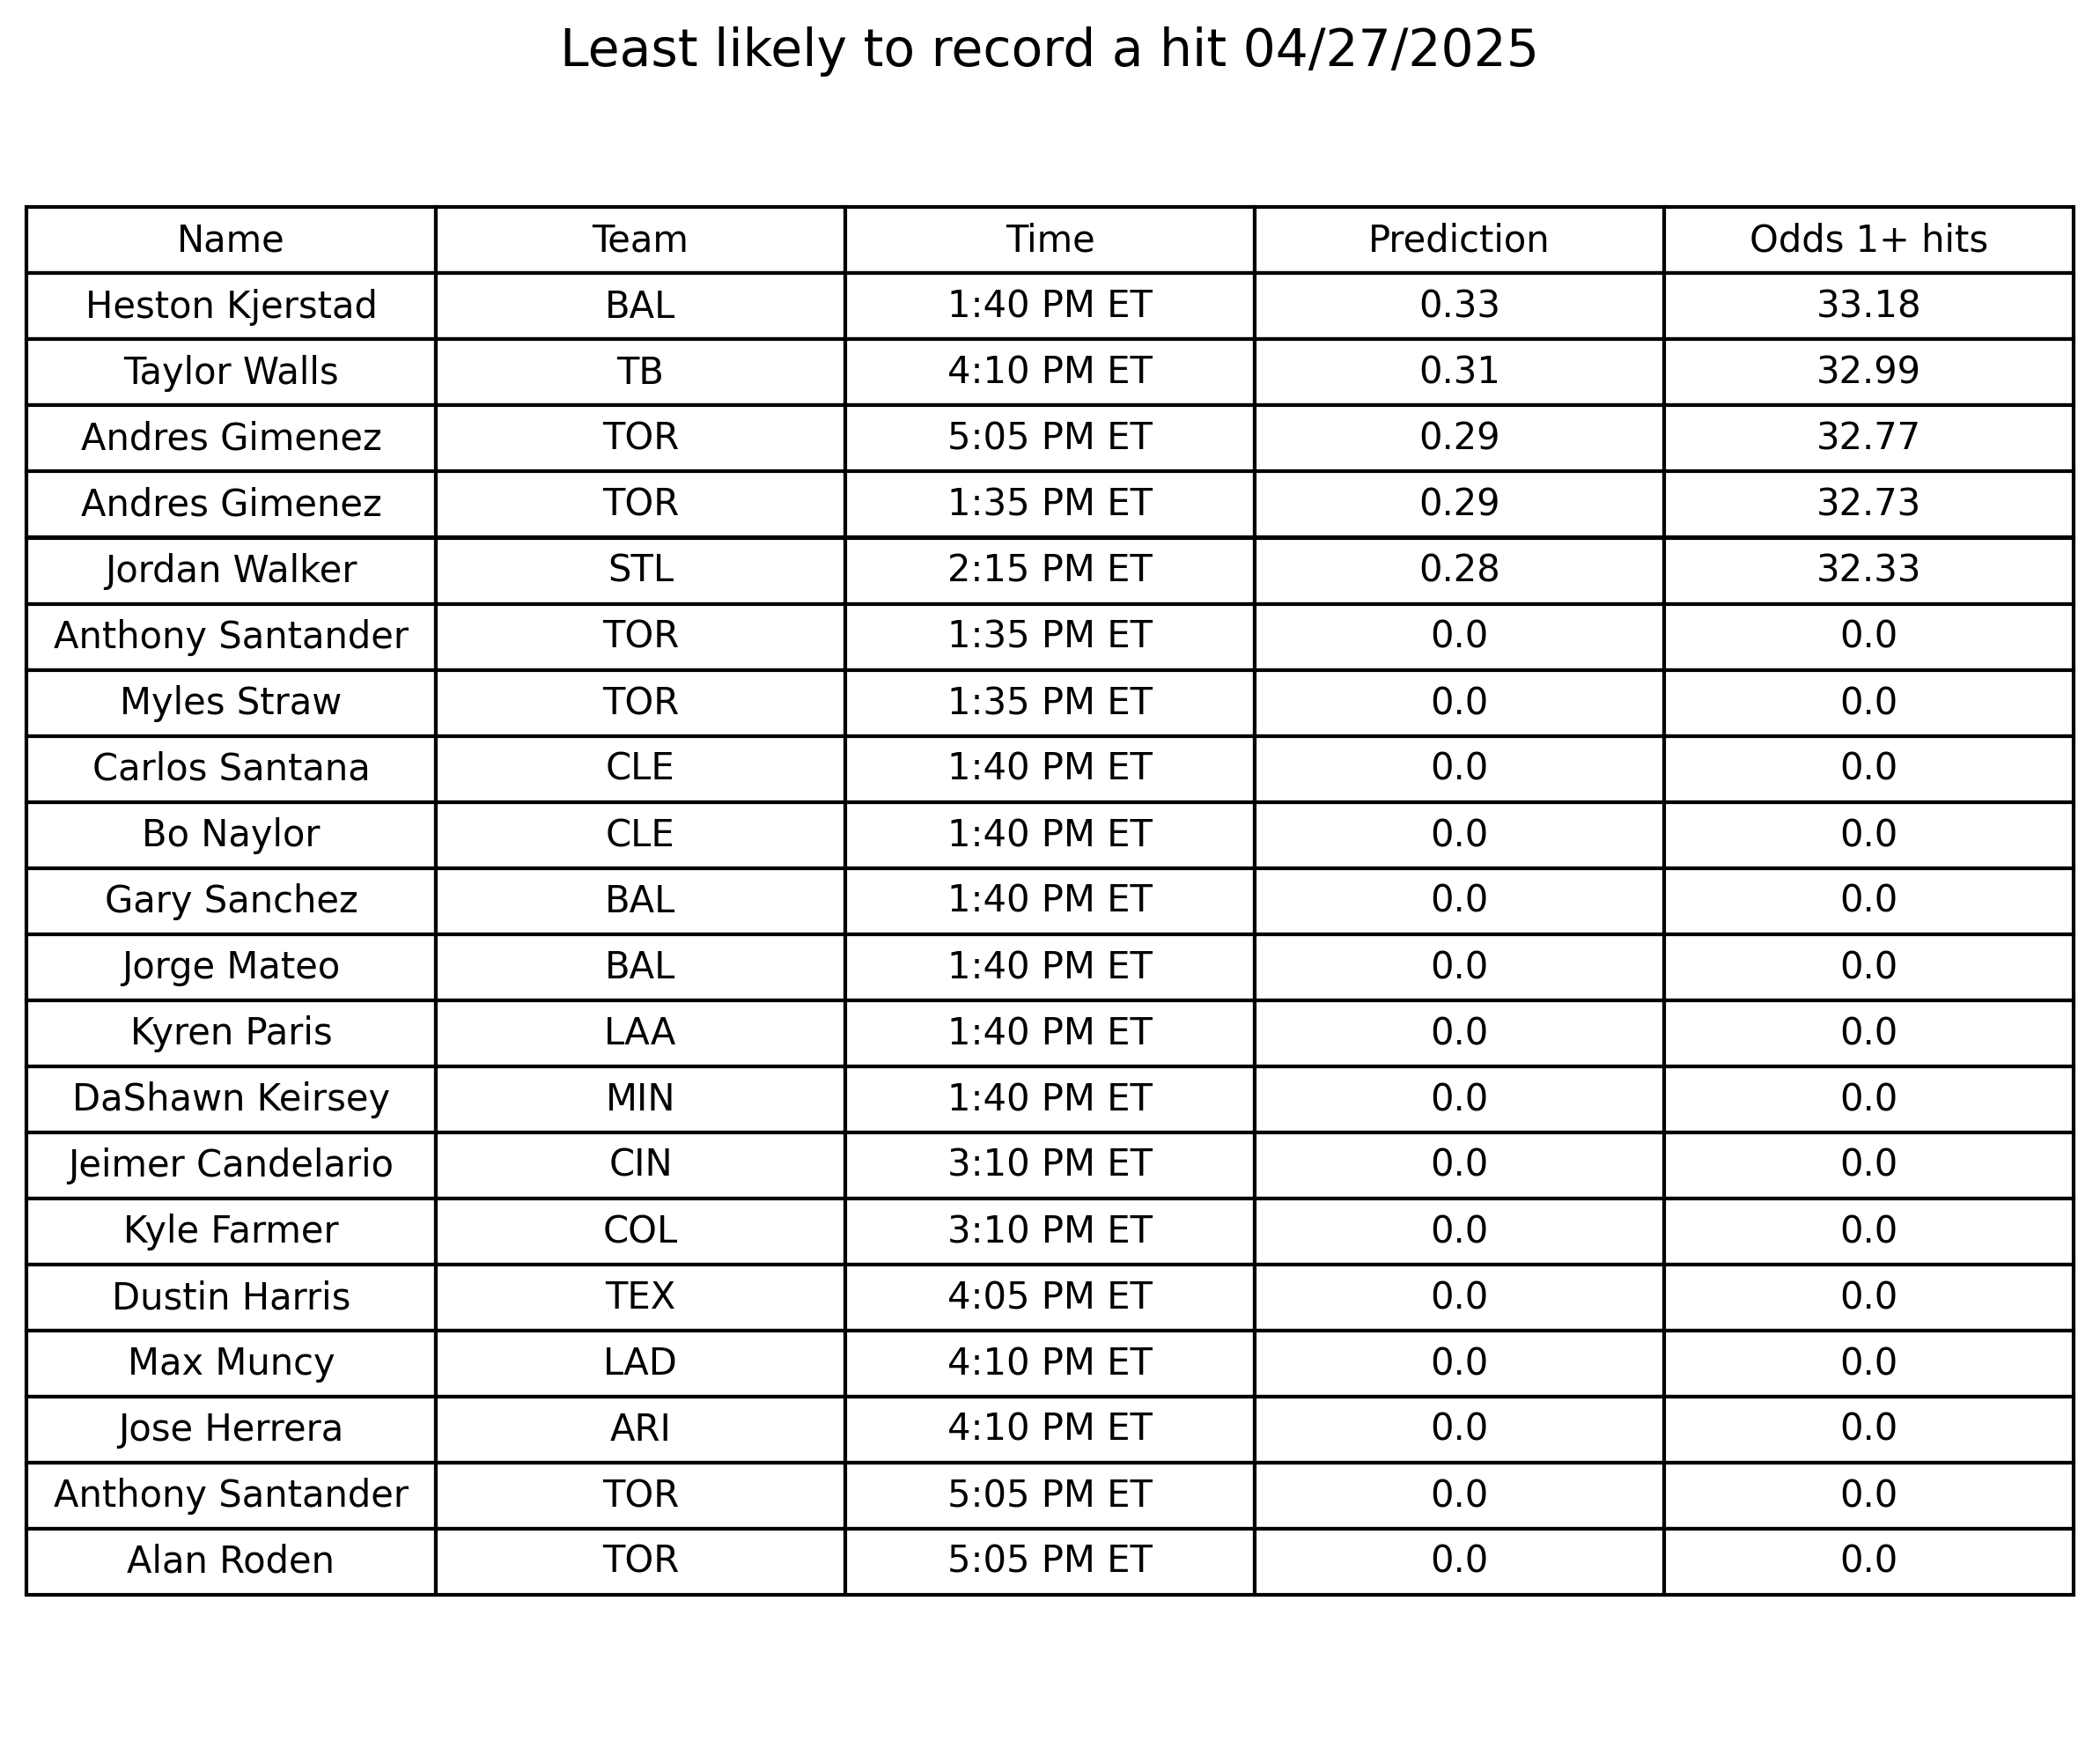 Least likely to record a hit 04/27/2025
Name Team Time Prediction Odds 1+ hits
Heston Kjerstad BAL 1:40 PM ET 0.33 33.18
Taylor Walls TB 4:10 PM ET 0.31 32.99
Andres Gimenez TOR 5:05 PM ET 0.29 32.77
Andres Gimenez TOR 1:35 PM ET 0.29 32.73
Jordan Walker STL 2:15 PM ET 0.28 32.33
Anthony Santander TOR 1:35 PM ET 0.0 0.0
Myles Straw TOR 1:35 PM ET 0.0 0.0
Carlos Santana CLE 1:40 PM ET 0.0 0.0
Bo Naylor CLE 1:40 PM ET 0.0 0.0
Gary Sanchez BAL 1:40 PM ET 0.0 0.0
Jorge Mateo BAL 1:40 PM ET 0.0 0.0
Kyren Paris LAA 1:40 PM ET 0.0 0.0
DaShawn Keirsey MIN 1:40 PM ET 0.0 0.0
Jeimer Candelario CIN 3:10 PM ET 0.0 0.0
Kyle Farmer COL 3:10 PM ET 0.0 0.0
Dustin Harris TEX 4:05 PM ET 0.0 0.0
Max Muncy LAD 4:10 PM ET 0.0 0.0
Jose Herrera ARI 4:10 PM ET 0.0 0.0
Anthony Santander TOR 5:05 PM ET 0.0 0.0
Alan Roden TOR 5:05 PM ET 0.0 0.0